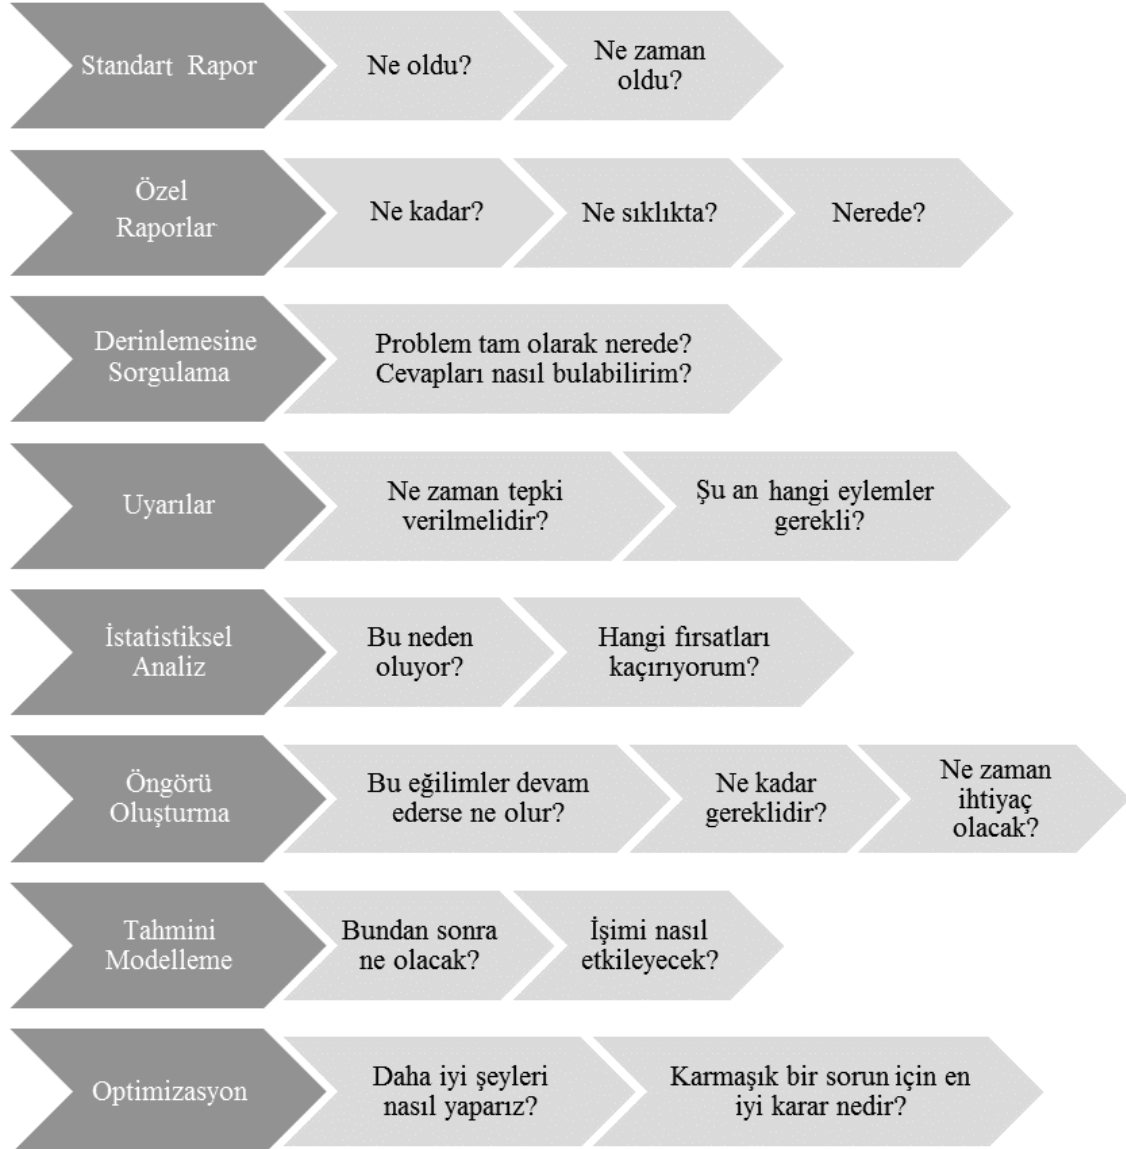 Standart Rapor
Ne oldu?
Ne zaman
oldu?
Özel
Raporlar
Ne kadar?
Ne sıklıkta?
Nerede?
Derinlemesine
Sorgulama
Problem tam olarak nerede?
Cevapları nasıl bulabilirim?
Uyarılar
Ne zaman tepki
verilmelidir?
Şu an hangi eylemler
gerekli?
İstatistiksel
Analiz
Bu neden
oluyor?
Hangi fırsatları
kaçırıyorum?
Öngörü
Oluşturma
Bu eğilimler devam
ederse ne olur?
Ne kadar
gereklidir?
Ne zaman
ihtiyaç
olacak?
Tahmini
Modelleme
Bundan sonra
ne olacak?
İşimi nasıl
etkileyecek?
Optimizasyon
Daha iyi şeyleri
nasıl yaparız?
Karmaşık bir sorun için en
iyi karar nedir?